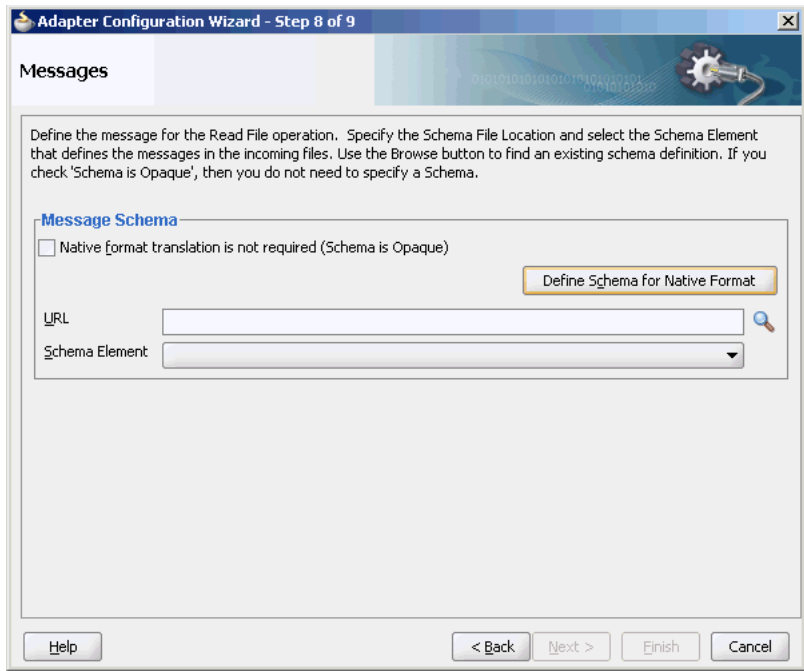 Adapter Configuration Wizard - Step 8 of 9
Messages
Define the message for the Read File operation. Specify the Schema File Location and select the Schema Element
that defines the messages in the incoming files. Use the Browse button to find an existing schema definition. If you
check 'Schema is Opaque', then you do not need to specify a Schema.
Message Schema
Native format translation is not required (Schema is Opaque)
Define Schema for Native Format
URL
Schema Element
Help
< Back
Next >
Finish
Cancel